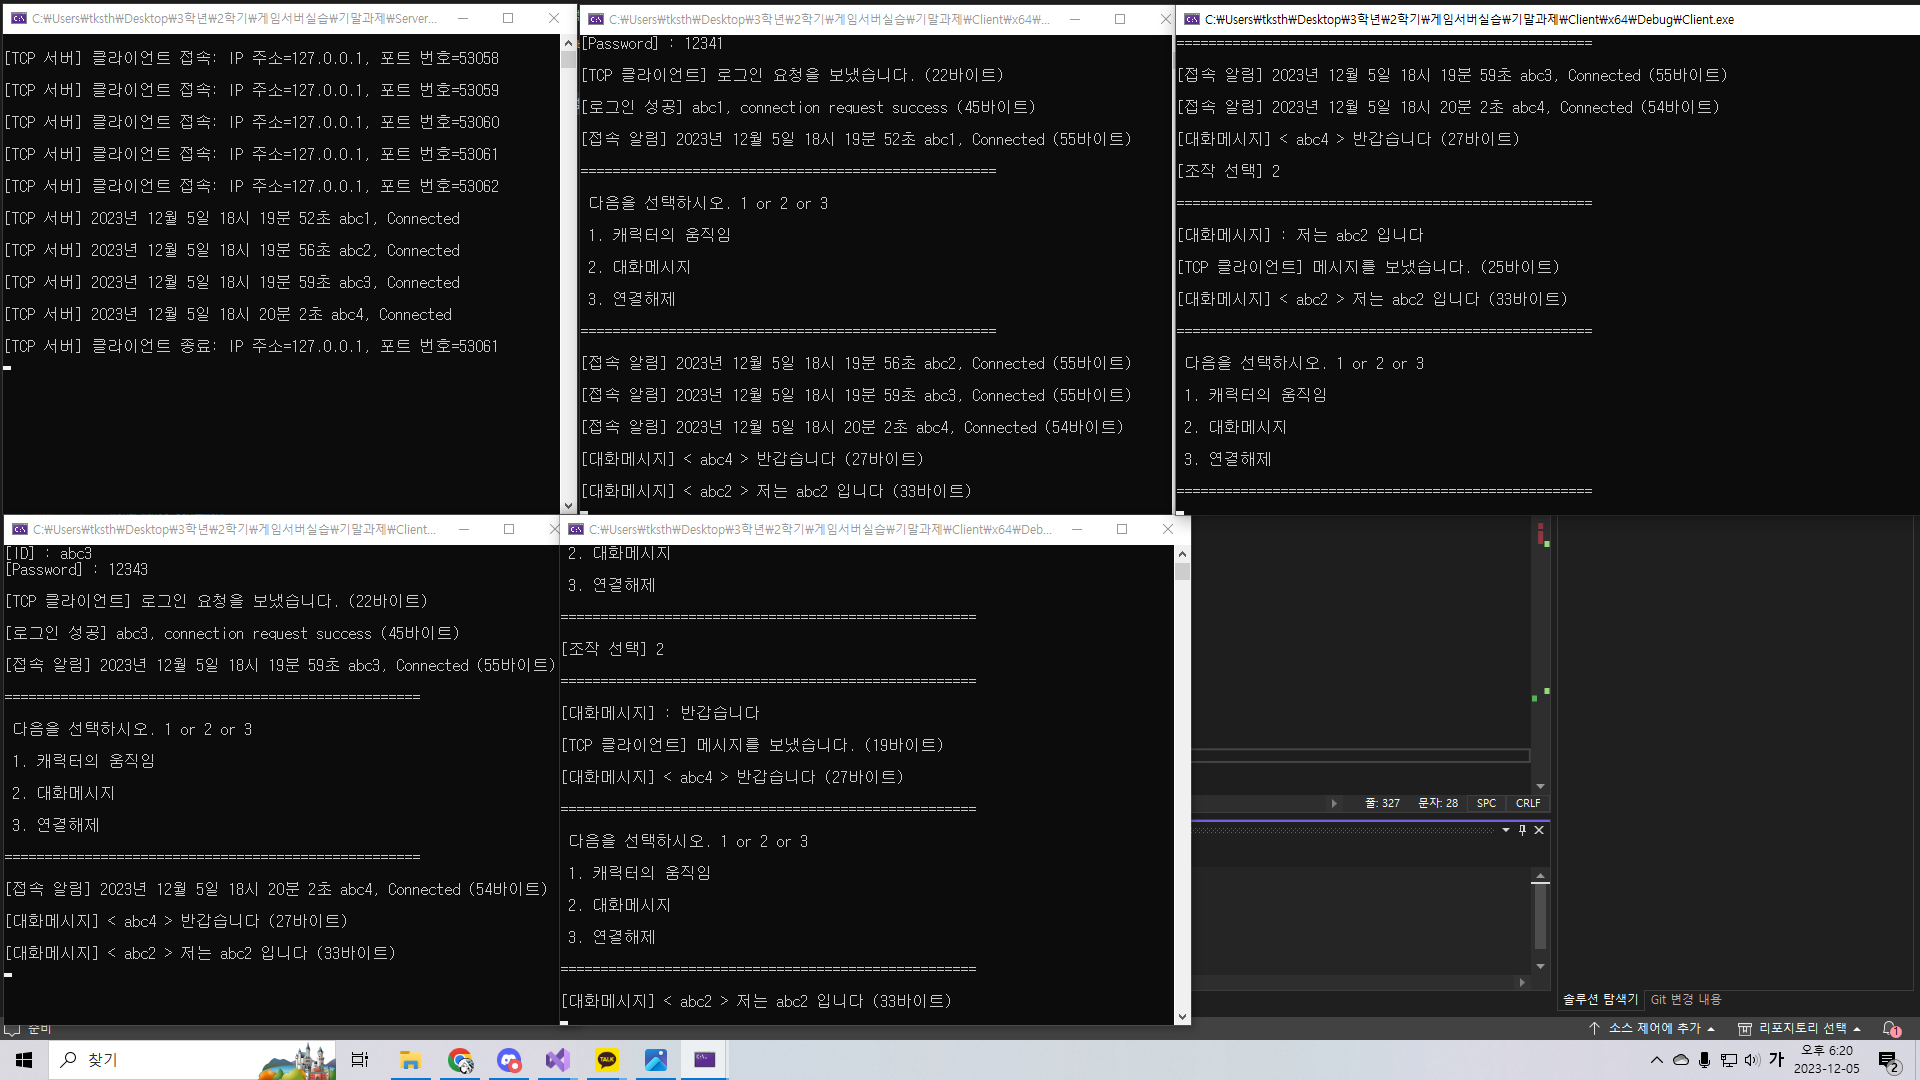 C:₩Users₩tksth₩Desktop₩3학년₩2학기₩게임서버실습₩기말과제₩Server...
[TCP 서버] 클라이언트 접속: IP 주소=127.0.0.1, 포트 번호=53058
[TCP 서버] 클라이언트 접속: IP 주소=127.0.0.1, 포트 번호=53059
[TCP 서버] 클라이언트 접속: IP 주소=127.0.0.1, 포트 번호=53060
[TCP 서버] 클라이언트 접속: IP 주소=127.0.0.1, 포트 번호=53061
[TCP 서버] 클라이언트 접속: IP 주소=127.0.0.1, 포트 번호=53062
[TCP 서버] 2023년 12월 5일 18시 19분 52초 abc1, Connected
[TCP 서버] 2023년 12월 5일 18시 19분 56초 abc2, Connected
[TCP 서버] 2023년 12월 5일 18시 19분 59초 abc3, Connected
[TCP 서버] 2023년 12월 5일 18시 20분 2초 abc4, Connected
[TCP 서버] 클라이언트 종료: IP 주소=127.0.0.1, 포트 번호=53061
C:₩Users₩tksth₩Desktop₩3학년₩2학기₩게임서버실습₩기말과제₩Client₩x64₩...
[Password] : 12341
[TCP 클라이언트] 로그인 요청을 보냈습니다. (22바이트)
[로그인 성공] abc1, connection request success (45바이트)
[접속 알림] 2023년 12월 5일 18시 19분 52초 abc1, Connected (55바이트)
====================================================
다음을 선택하시오. 1 or 2 or 3
1. 캐릭터의 움직임
2. 대화메시지
3. 연결해제
====================================================
[접속 알림] 2023년 12월 5일 18시 19분 56초 abc2, Connected (55바이트)
[접속 알림] 2023년 12월 5일 18시 19분 59초 abc3, Connected (55바이트)
[접속 알림] 2023년 12월 5일 18시 20분 2초 abc4, Connected (54바이트)
[대화메시지] < abc4 > 반갑습니다 (27바이트)
[대화메시지] < abc2 > 저는 abc2 입니다 (33바이트)
C:₩Users₩tksth₩Desktop₩3학년₩2학기₩게임서버실습₩기말과제₩Client₩x64₩Debug₩Client.exe
====================================================
[접속 알림] 2023년 12월 5일 18시 19분 59초 abc3, Connected (55바이트)
[접속 알림] 2023년 12월 5일 18시 20분 2초 abc4, Connected (54바이트)
[대화메시지] < abc4 > 반갑습니다 (27바이트)
[조작 선택] 2
====================================================
[대화메시지] : 저는 abc2 입니다
[TCP 클라이언트] 메시지를 보냈습니다. (25바이트)
[대화메시지] < abc2 > 저는 abc2 입니다 (33바이트)
====================================================
다음을 선택하시오. 1 or 2 or 3
1. 캐릭터의 움직임
2. 대화메시지
3. 연결해제
====================================================
C:₩Users₩tksth₩Desktop₩3학년₩2학기₩게임서버실습₩기말과제₩Client...
[ID] : abc3
[Password] : 12343
[TCP 클라이언트] 로그인 요청을 보냈습니다. (22바이트)
[로그인 성공] abc3, connection request success (45바이트)
[접속 알림] 2023년 12월 5일 18시 19분 59초 abc3, Connected (55바이트)
====================================================
다음을 선택하시오. 1 or 2 or 3
1. 캐릭터의 움직임
2. 대화메시지
3. 연결해제
====================================================
[접속 알림] 2023년 12월 5일 18시 20분 2초 abc4, Connected (54바이트)
[대화메시지] < abc4 > 반갑습니다 (27바이트)
[대화메시지] < abc2 > 저는 abc2 입니다 (33바이트)
C:₩Users₩tksth₩Desktop₩3학년₩2학기₩게임서버실습₩기말과제₩Client₩x64₩Deb...
2. 대화메시지
3. 연결해제
====================================================
[조작 선택] 2
====================================================
[대화메시지] : 반갑습니다
[TCP 클라이언트] 메시지를 보냈습니다. (19바이트)
[대화메시지] < abc4 > 반갑습니다 (27바이트)
====================================================
다음을 선택하시오. 1 or 2 or 3
1. 캐릭터의 움직임
2. 대화메시지
3. 연결해제
====================================================
[대화메시지] < abc2 > 저는 abc2 입니다 (33바이트)
줄: 327 문자: 28 SPC CRLF
솔루션 탐색기 Git 변경 내용
준비
소스 제어에 추가 리포지토리 선택 1
찾기
TALK
가
오후 6:20
2023-12-05
2